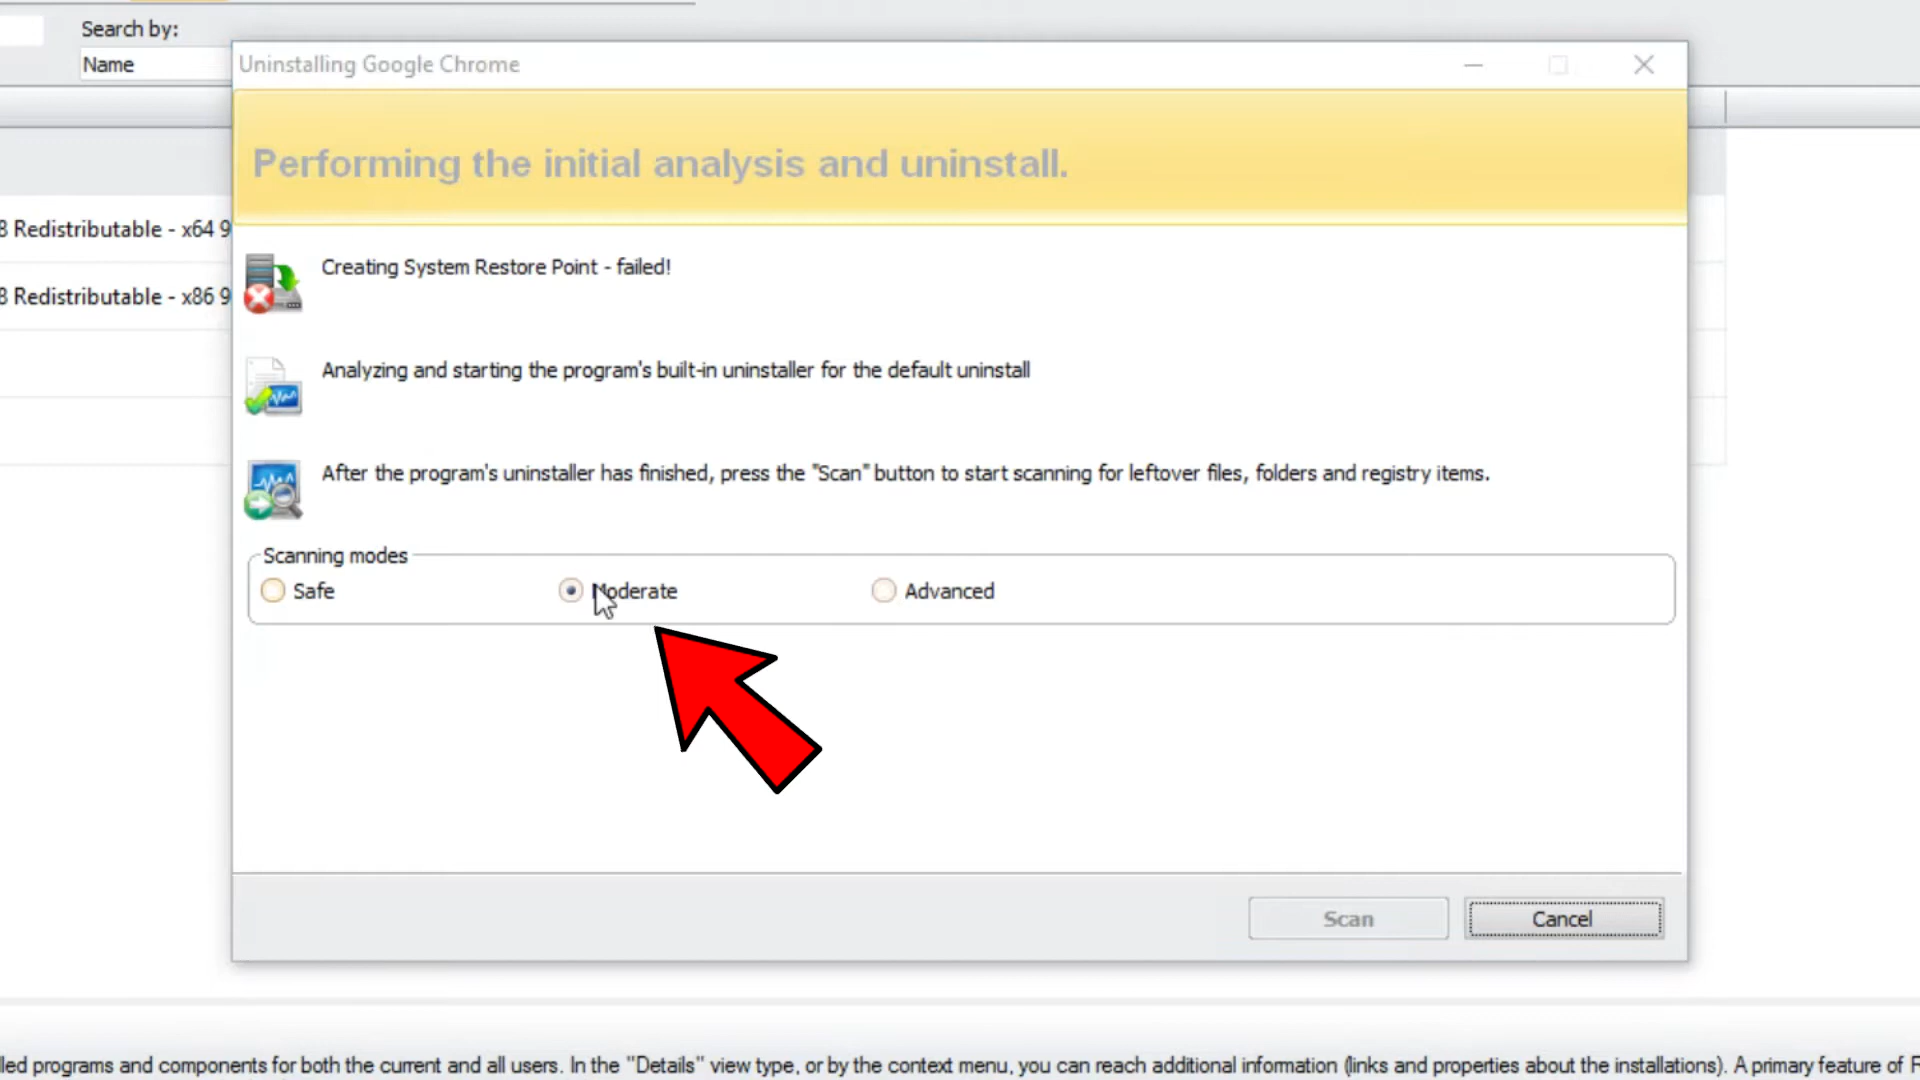 Search by:
Name
Uninstalling Google Chrome
Performing the initial analysis and uninstall.
8 Redistributable - x64 9
8 Redistributable - x86 9
Creating System Restore Point - failed!
Analyzing and starting the program's built-in uninstaller for the default uninstall
After the program's uninstaller has finished, press the "Scan" button to start scanning for leftover files, folders and registry items.
Scanning modes
Safe
Moderate
Advanced
Scan
Cancel
lled programs and components for both the current and all users. In the "Details" view type, or by the context menu, you can reach additional information (links and properties about the installations). A primary feature of F